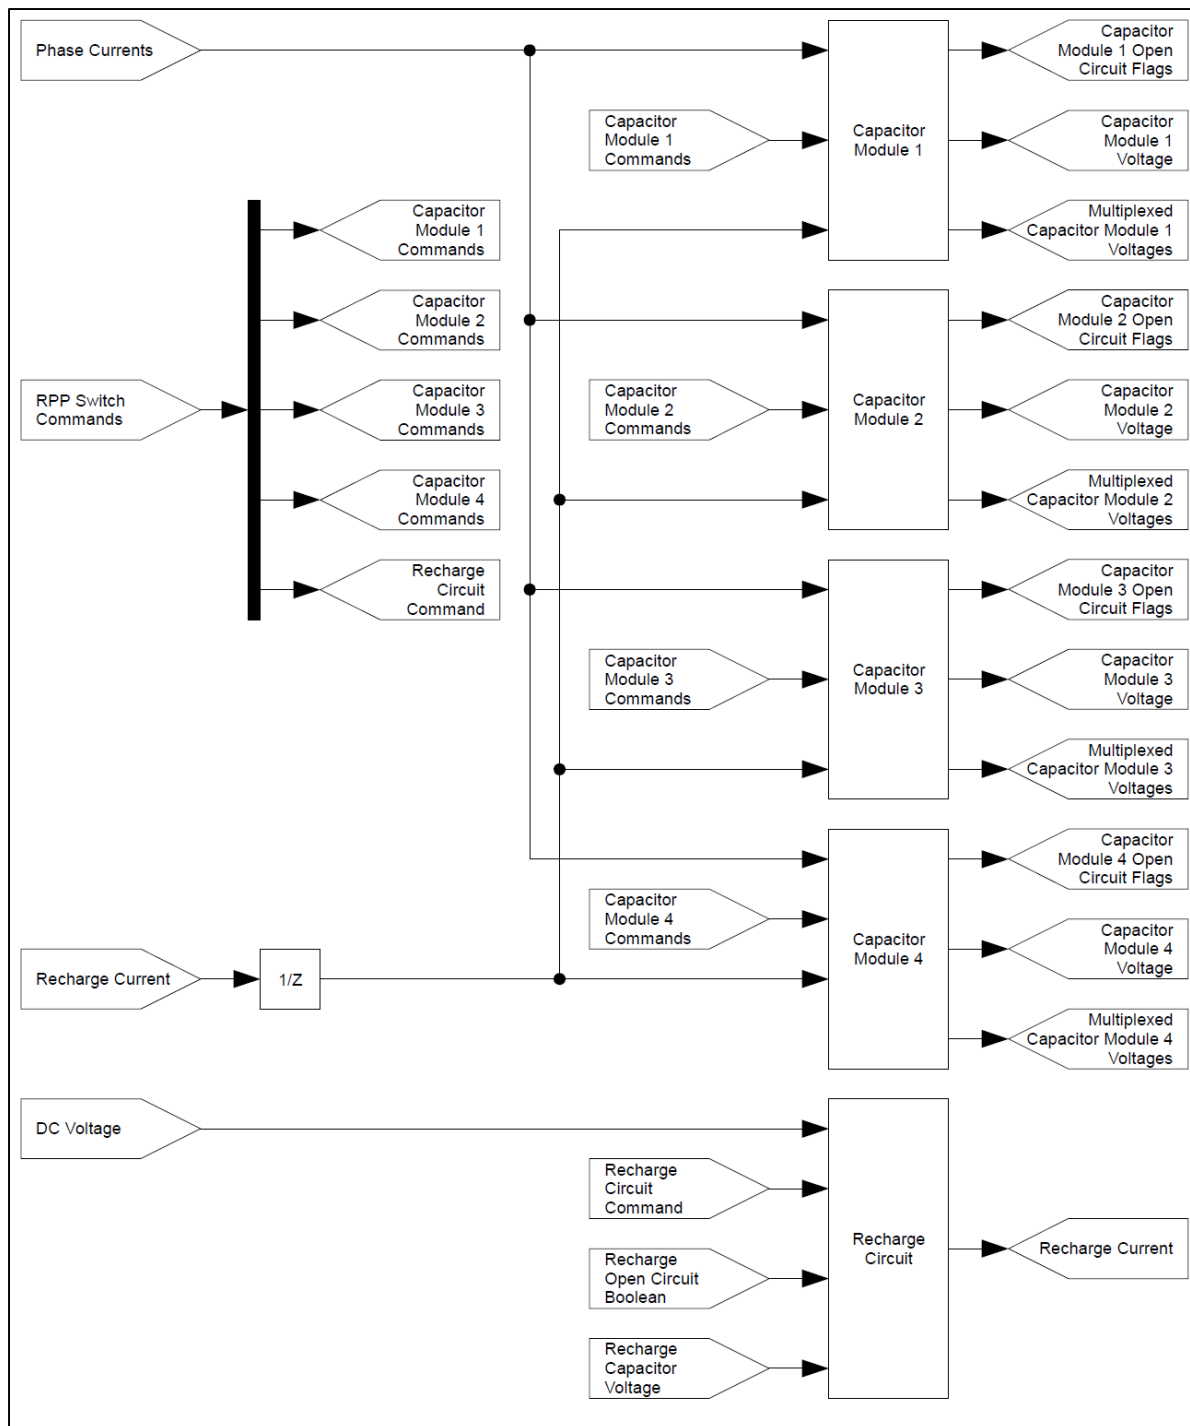 Phase Currents
Capacitor
Module 1
Commands
Capacitor
Module 1
Capacitor
Module 1 Open
Circuit Flags
Capacitor
Module 1
Voltage
Multiplexed
Capacitor Module 1
Voltages
RPP Switch
Commands
Capacitor
Module 1
Commands
Capacitor
Module 2
Commands
Capacitor
Module 3
Commands
Capacitor
Module 4
Commands
Recharge
Circuit
Command
Capacitor
Module 2
Commands
Capacitor
Module 2
Capacitor
Module 2 Open
Circuit Flags
Capacitor
Module 2
Voltage
Multiplexed
Capacitor Module 2
Voltages
Capacitor
Module 3
Commands
Capacitor
Module 3
Capacitor
Module 3 Open
Circuit Flags
Capacitor
Module 3
Voltage
Multiplexed
Capacitor Module 3
Voltages
Recharge Current
1/Z
Capacitor
Module 4
Commands
Capacitor
Module 4
Capacitor
Module 4 Open
Circuit Flags
Capacitor
Module 4
Voltage
Multiplexed
Capacitor Module 4
Voltages
DC Voltage
Recharge
Circuit
Command
Recharge
Open Circuit
Boolean
Recharge
Capacitor
Voltage
Recharge
Circuit
Recharge Current